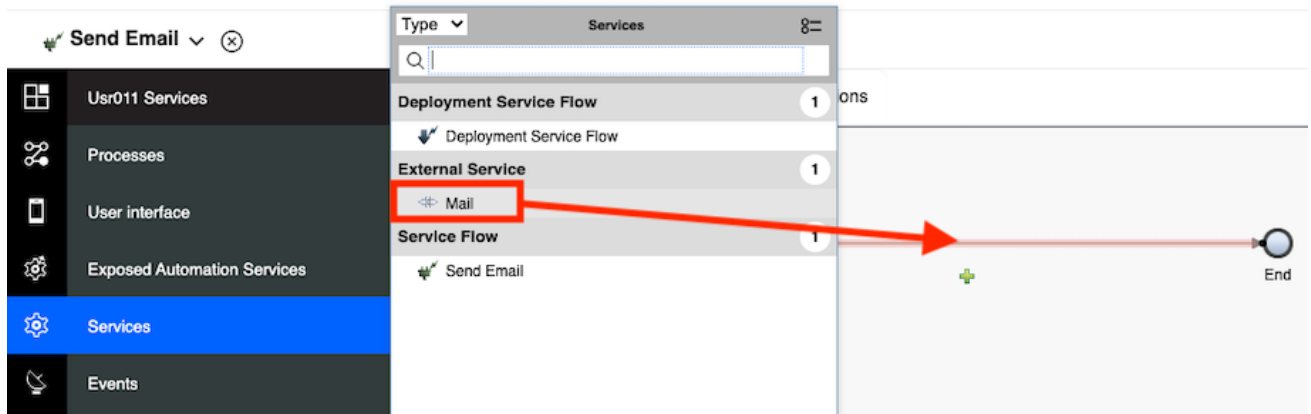 Send Email
Type
Services
Usr011 Services
Processes
User interface
Exposed Automation Services
Services
Events
Deployment Service Flow 1
Deployment Service Flow
External Service 1
Mail
Service Flow 1
Send Email
ons
End